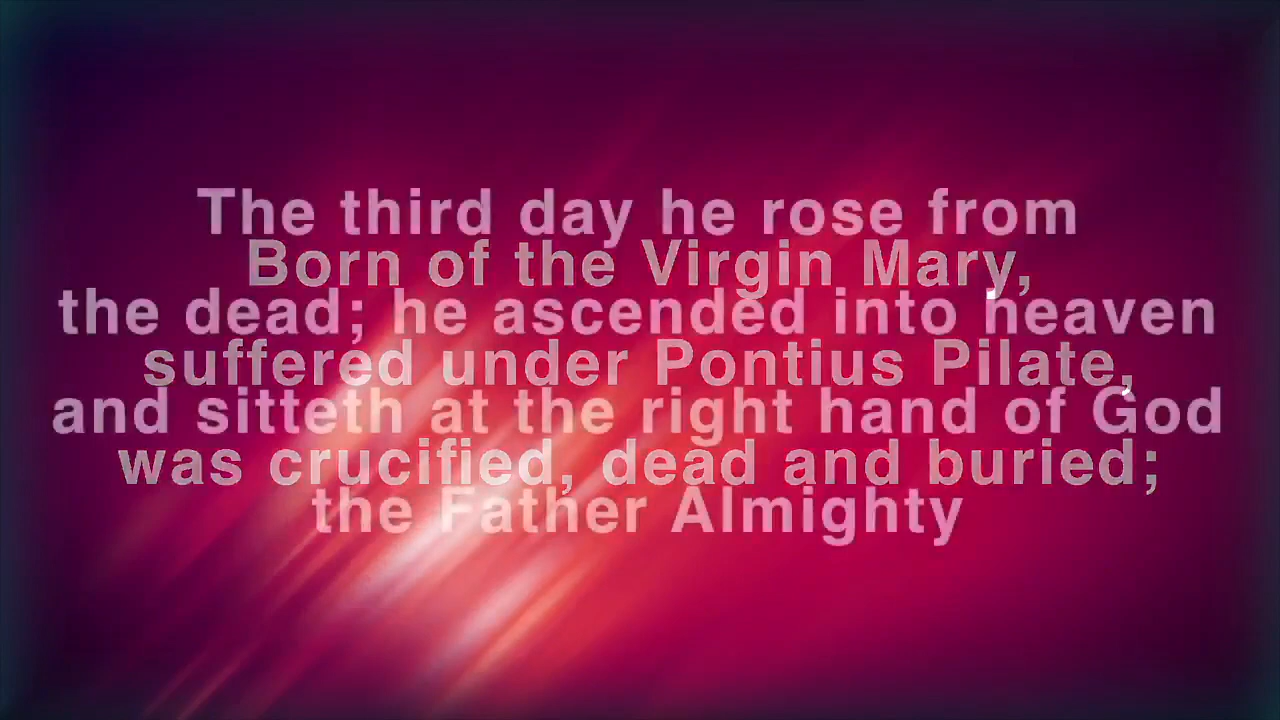 The third day he rose from
Born of the Virgin Mary,
the dead; he ascended into heaven
suffered under Pontius Pilate,
and sitteth at the right hand of God
was crucified, dead and buried;
the Father Almighty